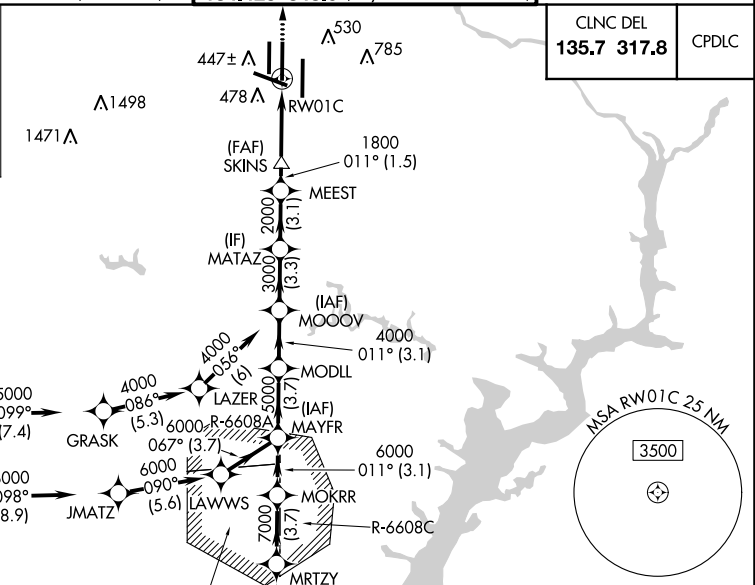 530
CLNC DEL
135.7 317.8
CPDLC
447±
785
478
RW01C
1498
1471
(FAF)
SKINS
1800
011° (1.5)
MEEST
2000
(3.1)
(IF)
MATAZ
3000
(3.3)
(IAF)
MOOOV
4000
056°
(6)
4000
011° (3.1)
MODLL
5000
(3.7)
LAZER
4000
086°
(5.3)
099°
(7.4)
GRASK
R-6608A
(IAF)
MAYFR
6000
067° (3.7)
6000
011° (3.1)
MSA RW01C 25 NM
3500
6000
090°
(5.6)
LAWWS
MOKRR
098°
JMATZ
7000
(3.7)
R-6608C
MRTZY